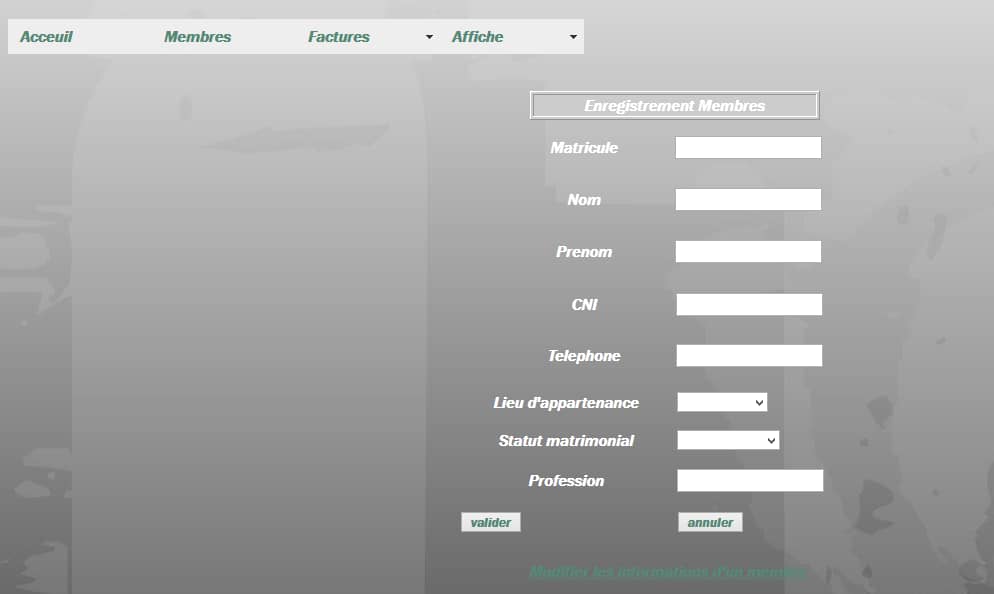 Acceuil Membres Factures Affiche
Enregistrement Membres
Matricule
Nom
Prenom
CNI
Telephone
Lieu d'appartenance
Statut matrimonial
Profession
valider annuler
Modifier les informations d'un membre